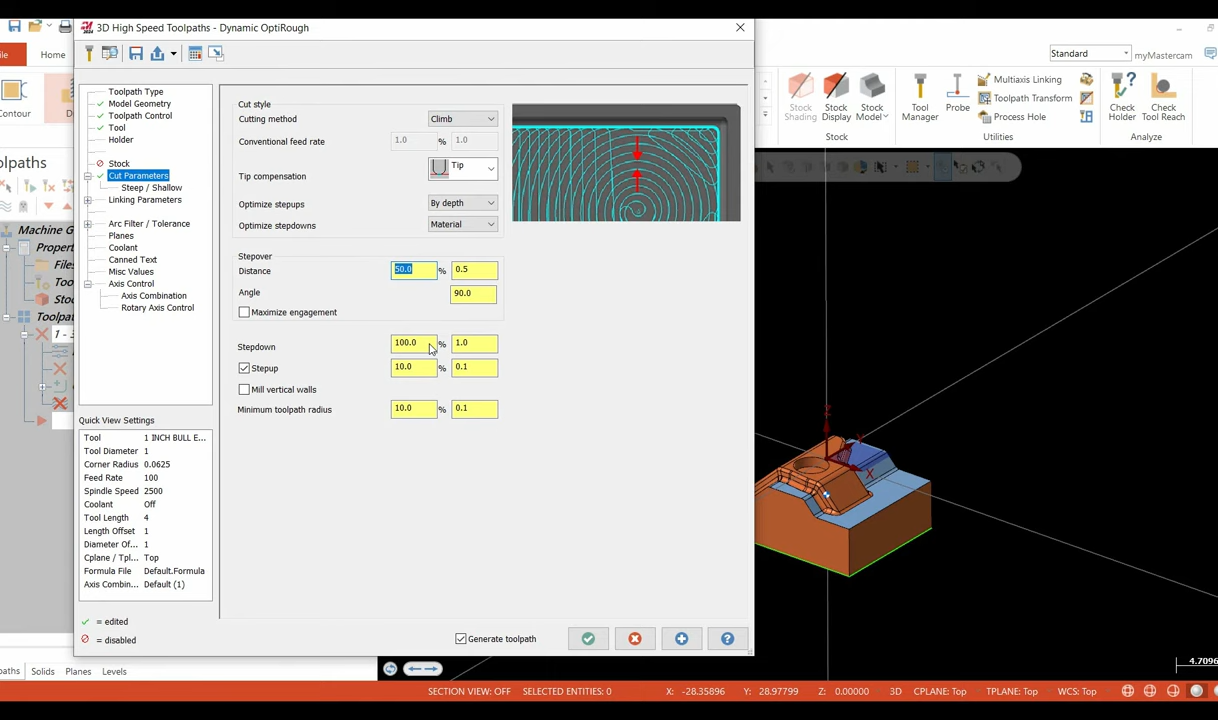 3D High Speed Toolpaths - Dynamic OptiRough
Home
Standard
myMastercam
Contour
Stock Shading
Stock Display
Stock Model
Stock
Tool Manager
Probe
Multiaxis Linking
Toolpath Transform
Process Hole
Utilities
Check Holder
Check Tool Reach
Analyze
Toolpath Type
Model Geometry
Toolpath Control
Tool
Holder
Stock
Cut Parameters
Steep / Shallow
Linking Parameters
Arc Filter / Tolerance
Planes
Coolant
Canned Text
Misc Values
Axis Control
Axis Combination
Rotary Axis Control
Cut style
Cutting method Climb
Conventional feed rate 1.0 % 1.0
Tip compensation Tip
Optimize stepups By depth
Optimize stepdowns Material
Stepover
Distance 50.0 % 0.5
Angle 90.0
Maximize engagement
Stepdown 100.0 % 1.0
Stepup 10.0 % 0.1
Mill vertical walls
Minimum toolpath radius 10.0 % 0.1
Quick View Settings
Tool 1 INCH BULL E...
Tool Diameter 1
Corner Radius 0.0625
Feed Rate 100
Spindle Speed 2500
Coolant Off
Tool Length 4
Length Offset 1
Diameter Of... 1
Cplane / Tpl... Top
Formula File Default.Formula
Axis Combin... Default (1)
= edited
= disabled
Generate toolpath
lpaths
Machine G
Propert
Files
Too
Sto
Toolpat
1 -
Z
X
X
paths
Solids
Planes
Levels
4.7096
SECTION VIEW: OFF
SELECTED ENTITIES: 0
X: -28.35896
Y: 28.97799
Z: 0.00000
3D
CPLANE: Top
TPLANE: Top
WCS: Top